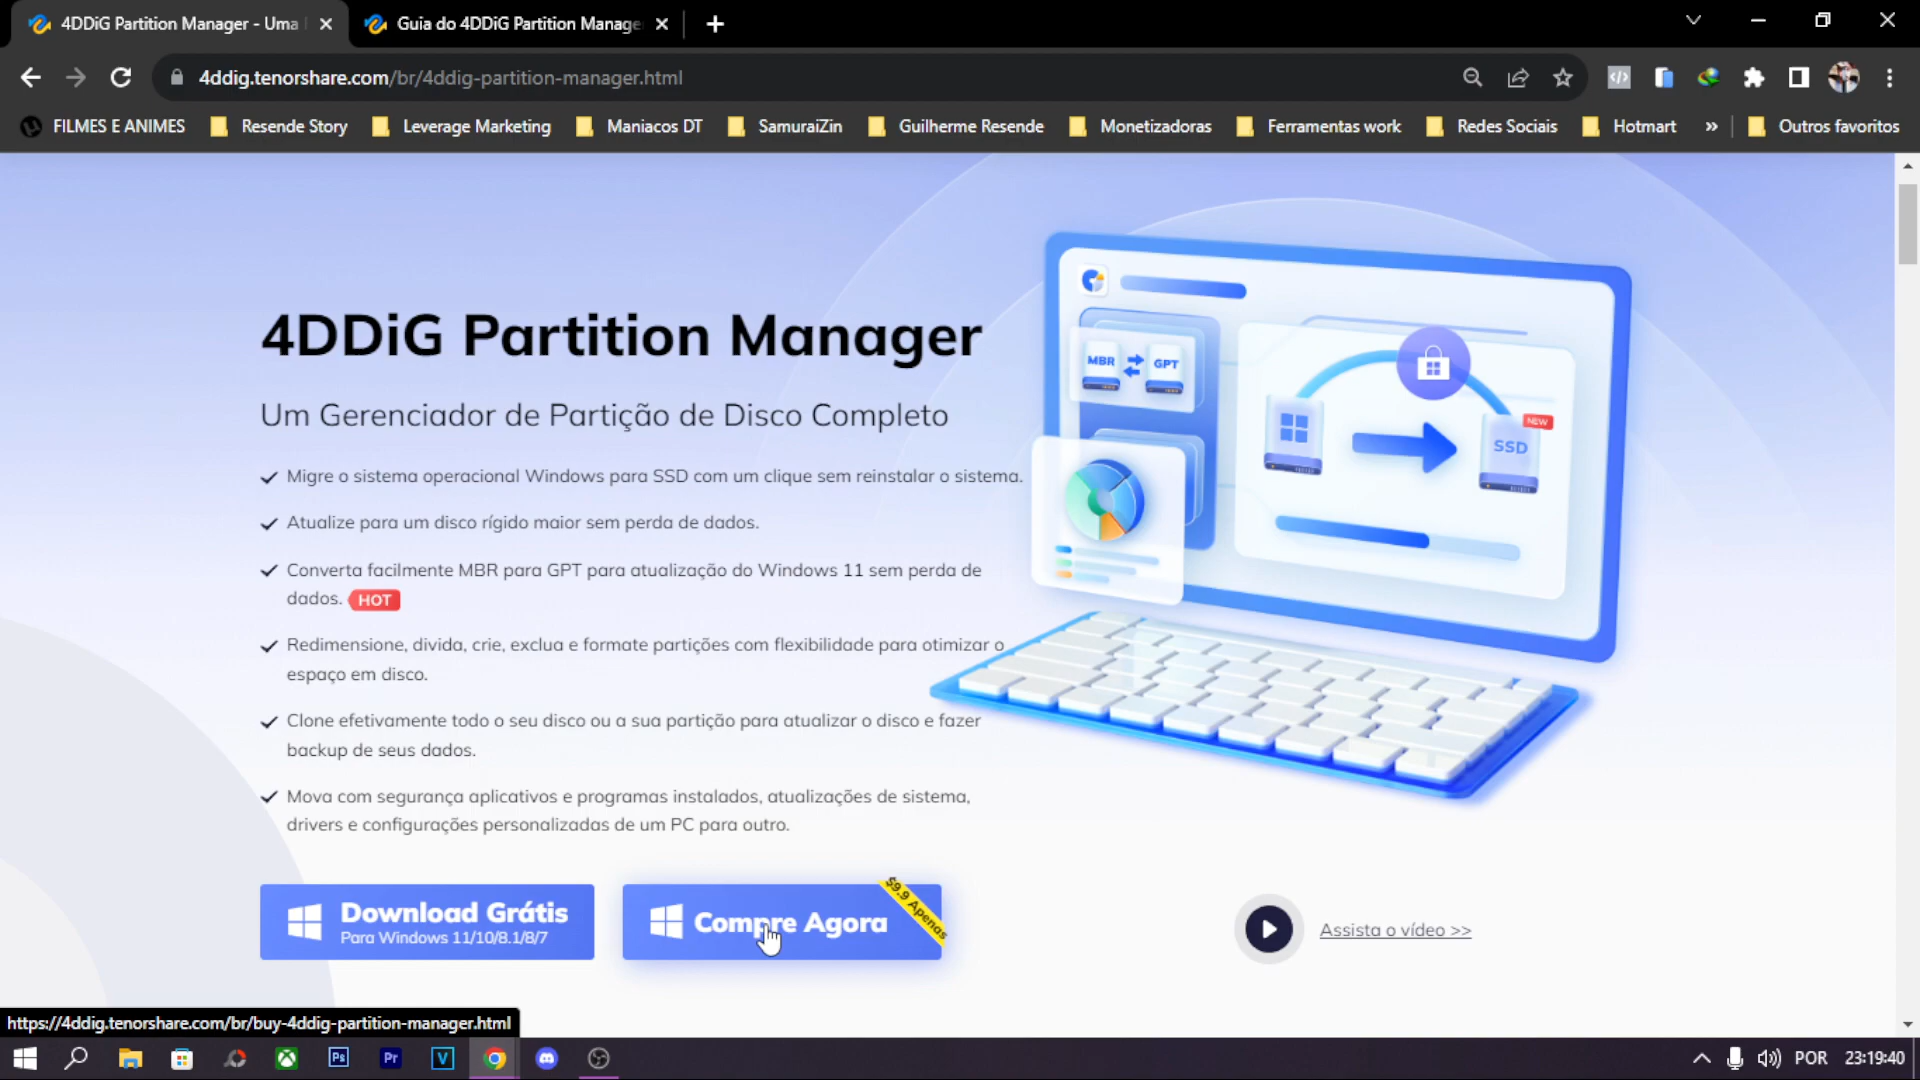 4DDiG Partition Manager - Uma
Guia do 4DDiG Partition Manage
4ddig.tenorshare.com/br/4ddig-partition-manager.html
FILMES E ANIMES
Resende Story
Leverage Marketing
Maniacos DT
SamuraiZin
Guilherme Resende
Monetizadoras
Ferramentas work
Redes Sociais
Hotmart
»
Outros favoritos
4DDiG Partition Manager
Um Gerenciador de Partição de Disco Completo
Migre o sistema operacional Windows para SSD com um clique sem reinstalar o sistema.
Atualize para um disco rígido maior sem perda de dados.
Converta facilmente MBR para GPT para atualização do Windows 11 sem perda de
dados. HOT
Redimensione, divida, crie, exclua e formate partições com flexibilidade para otimizar o
espaço em disco.
Clone efetivamente todo o seu disco ou a sua partição para atualizar o disco e fazer
backup de seus dados.
Mova com segurança aplicativos e programas instalados, atualizações de sistema,
drivers e configurações personalizadas de um PC para outro.
MBR
GPT
NEW
SSD
Download Grátis
Para Windows 11/10/8.1/8/7
Compre Agora
$9.9 Apenas
Assista o vídeo >>
https://4ddig.tenorshare.com/br/buy-4ddig-partition-manager.html
Ps
Pr
V
POR
23:19:40